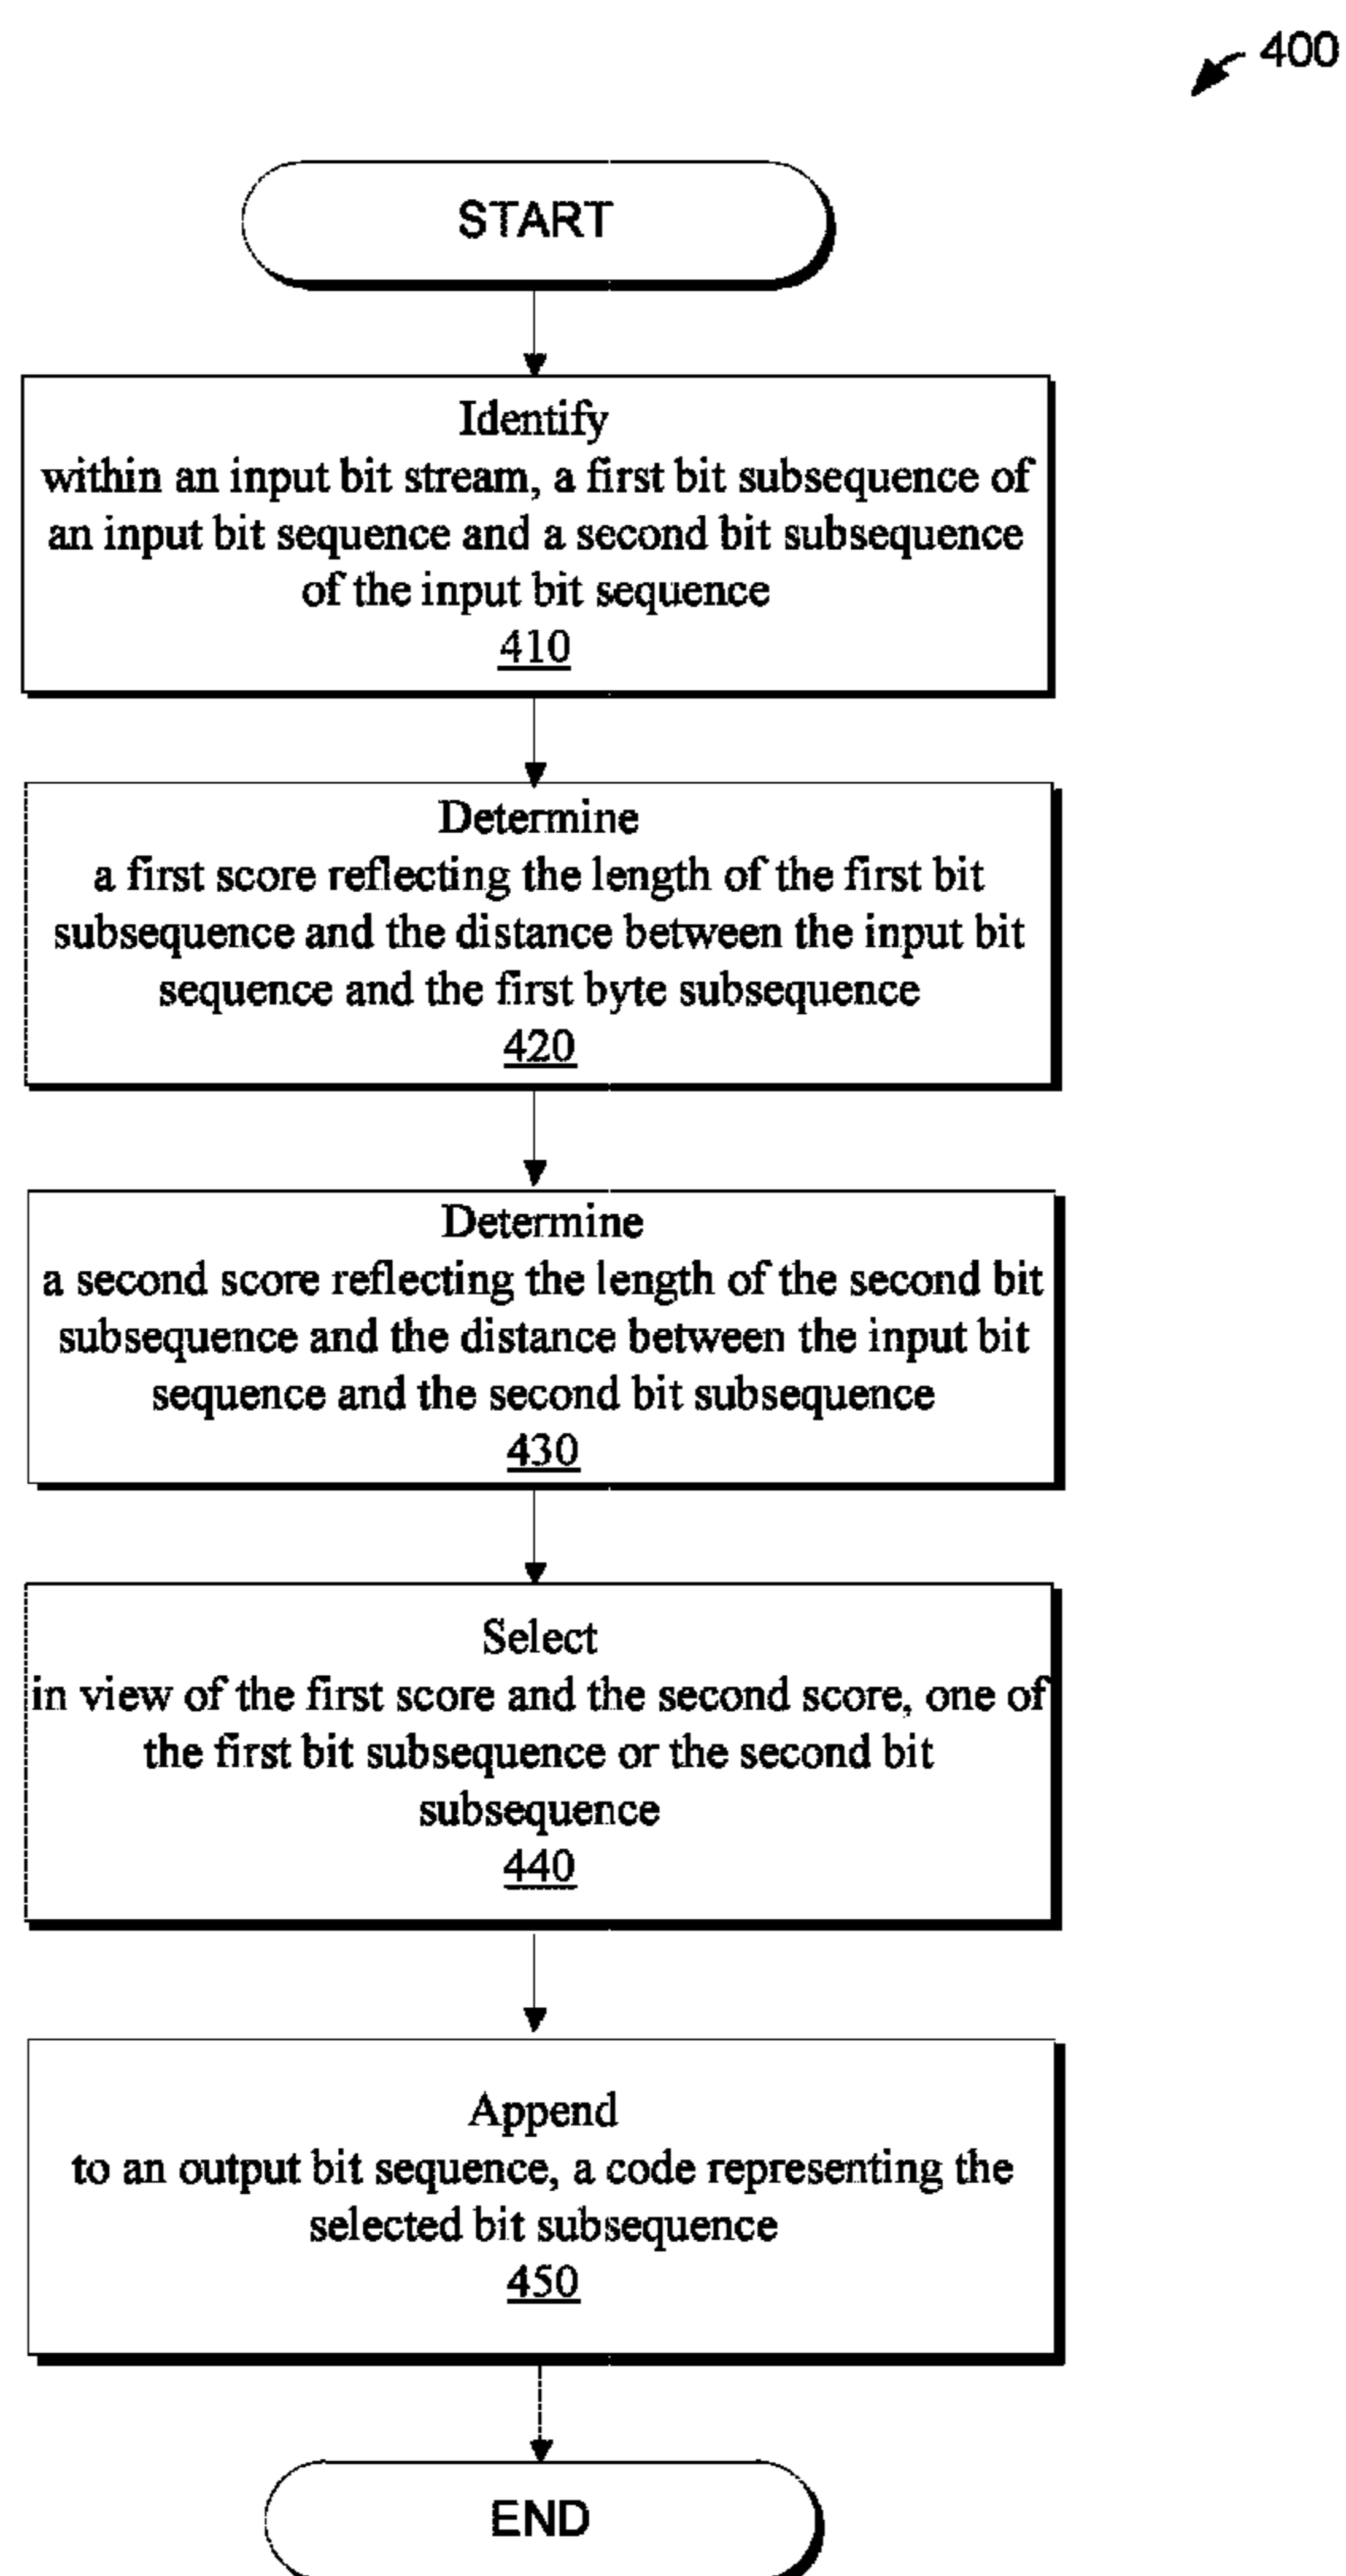 400
START
Identify
within an input bit stream, a first bit subsequence of
an input bit sequence and a second bit subsequence
of the input bit sequence
410
Determine
a first score reflecting the length of the first bit
subsequence and the distance between the input bit
sequence and the first byte subsequence
420
Determine
a second score reflecting the length of the second bit
subsequence and the distance between the input bit
sequence and the second bit subsequence
430
Select
in view of the first score and the second score, one of
the first bit subsequence or the second bit
subsequence
440
Append
to an output bit sequence, a code representing the
selected bit subsequence
450
END